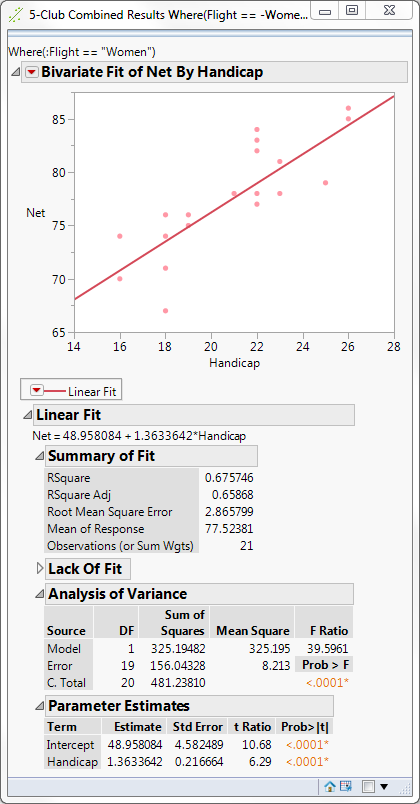 5-Club Combined Results Where(Flight == -Wome...
Where(:Flight == "Women")
Bivariate Fit of Net By Handicap
85
80
Net
75
70
65
14 16 18 20 22 24 26 28
Handicap
Linear Fit
Linear Fit
Net = 48.958084 + 1.3633642*Handicap
Summary of Fit
RSquare 0.675746
RSquare Adj 0.65868
Root Mean Square Error 2.865799
Mean of Response 77.52381
Observations (or Sum Wgts) 21
Lack Of Fit
Analysis of Variance
Sum of
Source DF Squares Mean Square F Ratio
Model 1 325.19482 325.195 39.5961
Error 19 156.04328 8.213 Prob > F
C. Total 20 481.23810 <.0001*
Parameter Estimates
Term Estimate Std Error t Ratio Prob>|t|
Intercept 48.958084 4.582489 10.68 <.0001*
Handicap 1.3633642 0.216664 6.29 <.0001*